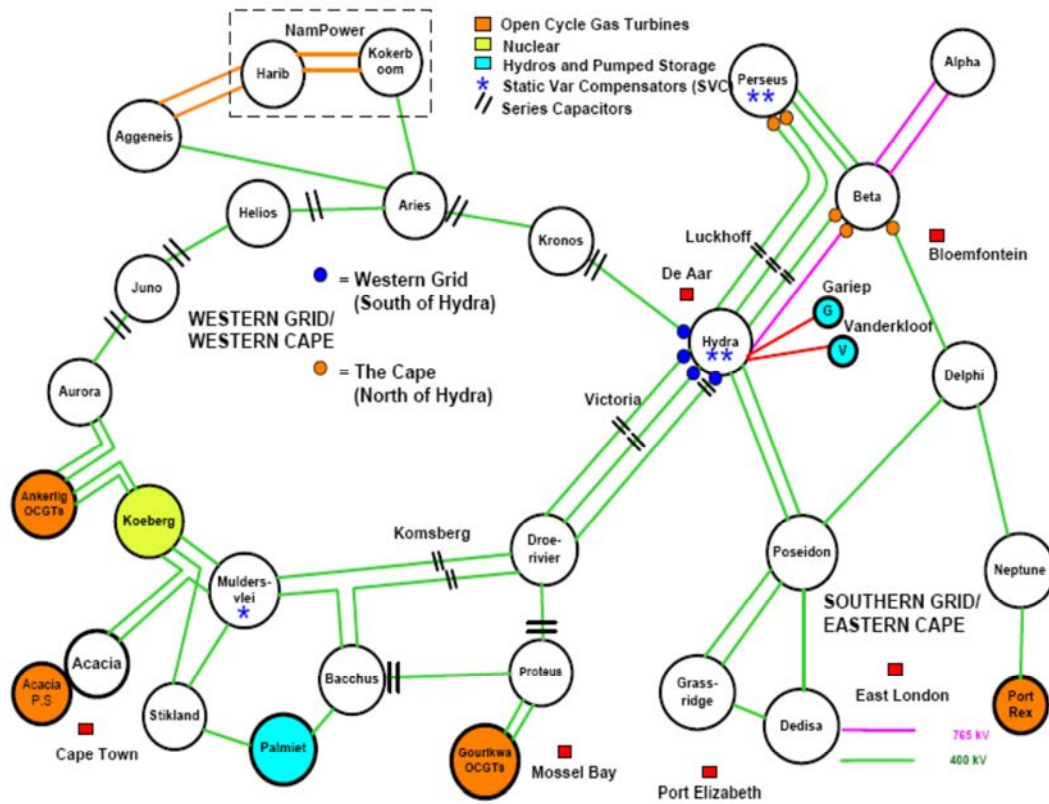 NamPower
Harib
Kokerb
oom
Aggeneis
Open Cycle Gas Turbines
Nuclear
Hydros and Pumped Storage
** Static Var Compensators (SVC)
Series Capacitors
Perseus
**
Alpha
Helios
Aries
Kronos
Beta
Luckhoff
Bloemfontein
Juno
= Western Grid
(South of Hydra)
De Aar
Gariep
G
Vanderkloof
V
WESTERN GRID/
WESTERN CAPE
Hydra
**
= The Cape
(North of Hydra)
Aurora
Victoria
Delphi
Ankerlig
OCGTs
Koeberg
Komsberg
Droe-
rivier
Poseidon
Neptune
Mulders-
vlei
*
SOUTHERN GRID/
EASTERN CAPE
Acacia
Acacia
P.S
Stikland
Bacchus
Proteus
Grass-
ridge
East London
Port
Rex
Dedisa
Cape Town
Palmiet
Gourikwa
OCGTs
Mossel Bay
Port Elizabeth
765 kV
400 kV